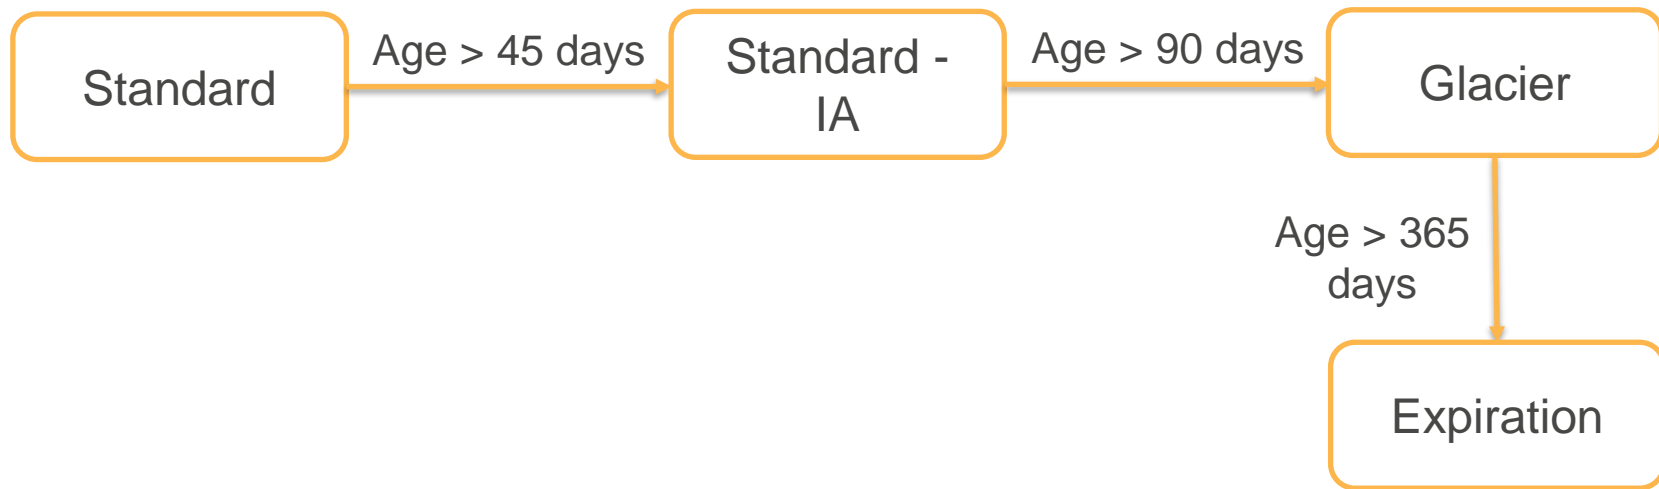 Standard
Age > 45 days
Standard -
IA
Age > 90 days
Glacier
Age > 365
days
Expiration